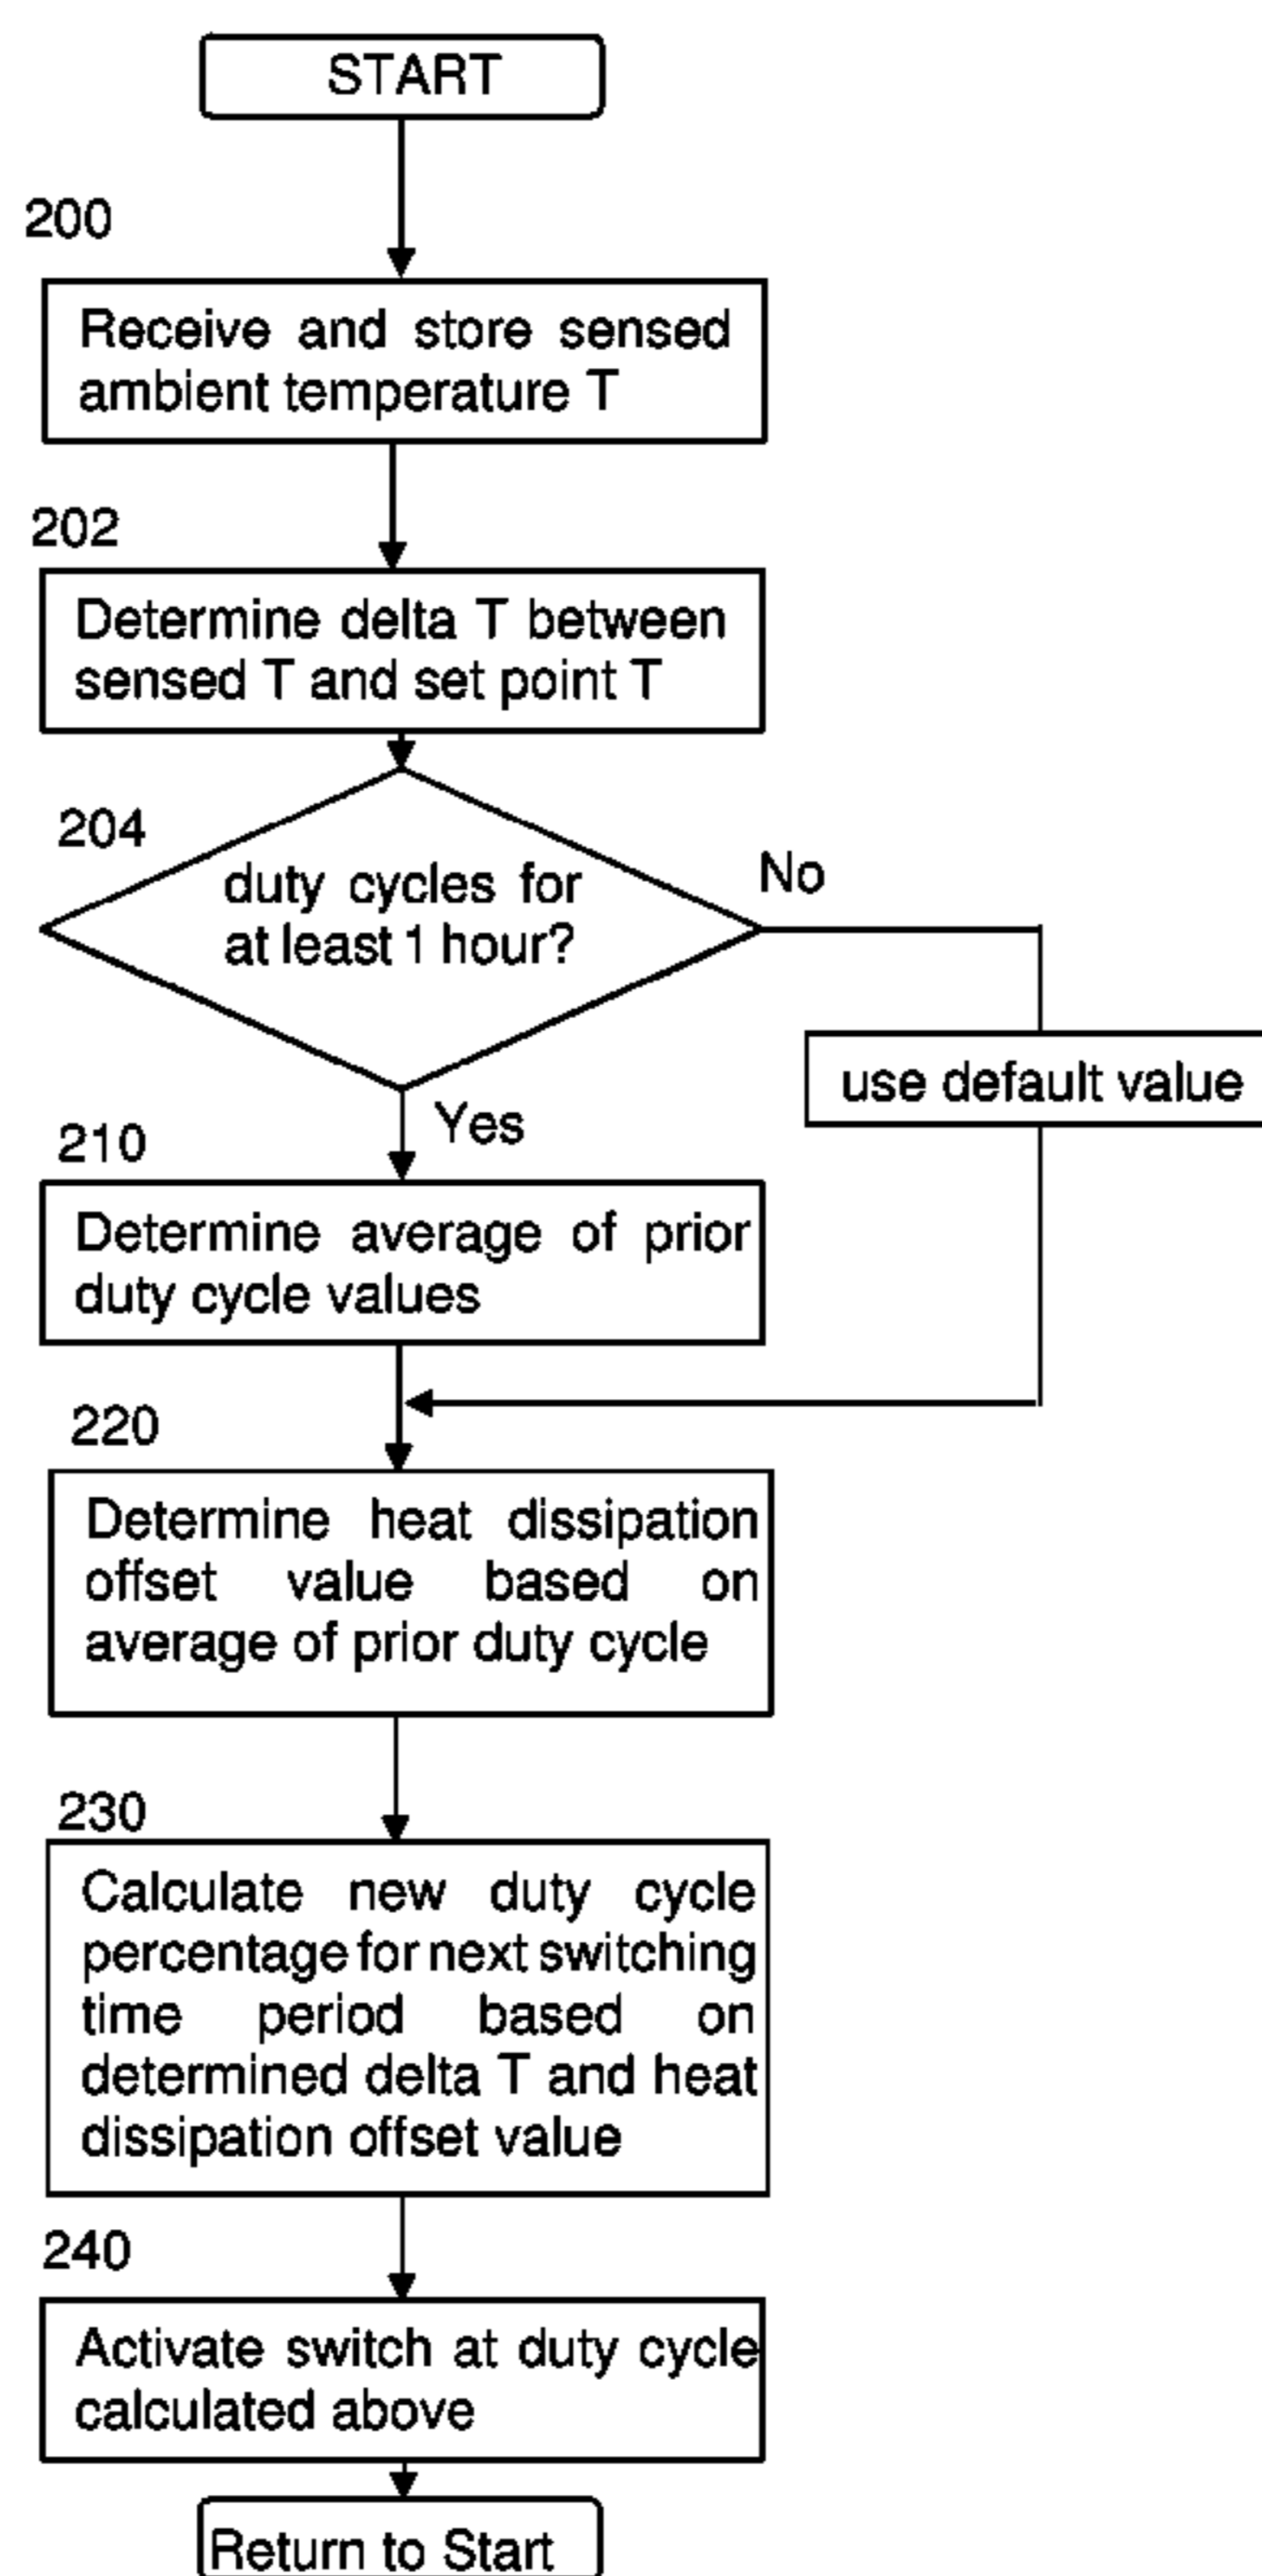 START
200
Receive and store sensed
ambient temperature T
202
Determine delta T between
sensed T and set point T
204
duty cycles for
at least 1 hour?
No
use default value
Yes
210
Determine average of prior
duty cycle values
220
Determine heat dissipation
offset value based on
average of prior duty cycle
230
Calculate new duty cycle
percentage for next switching
time period based on
determined delta T and heat
dissipation offset value
240
Activate switch at duty cycle
calculated above
Return to Start